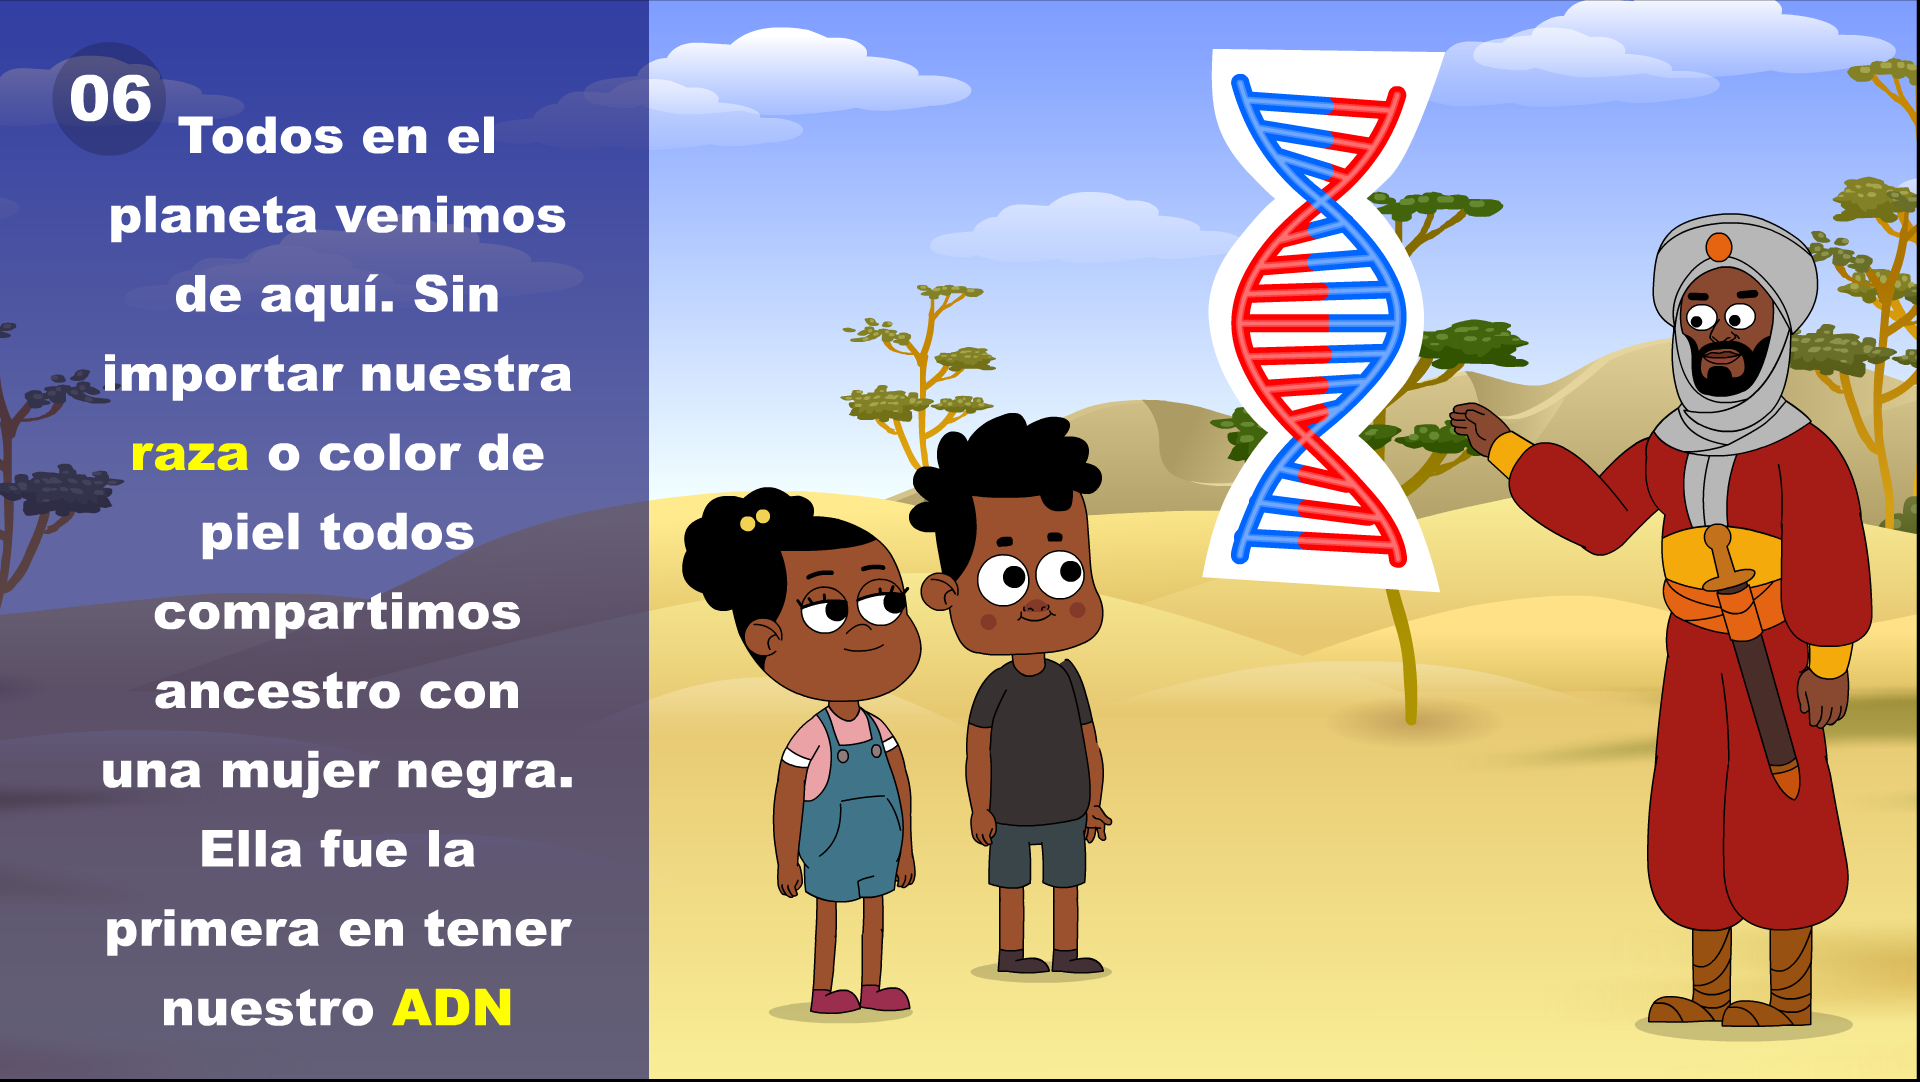 06
Todos en el
planeta venimos
de aquí. Sin
importar nuestra
raza o color de
piel todos
compartimos
ancestro con
una mujer negra.
Ella fue la
primera en tener
nuestro ADN